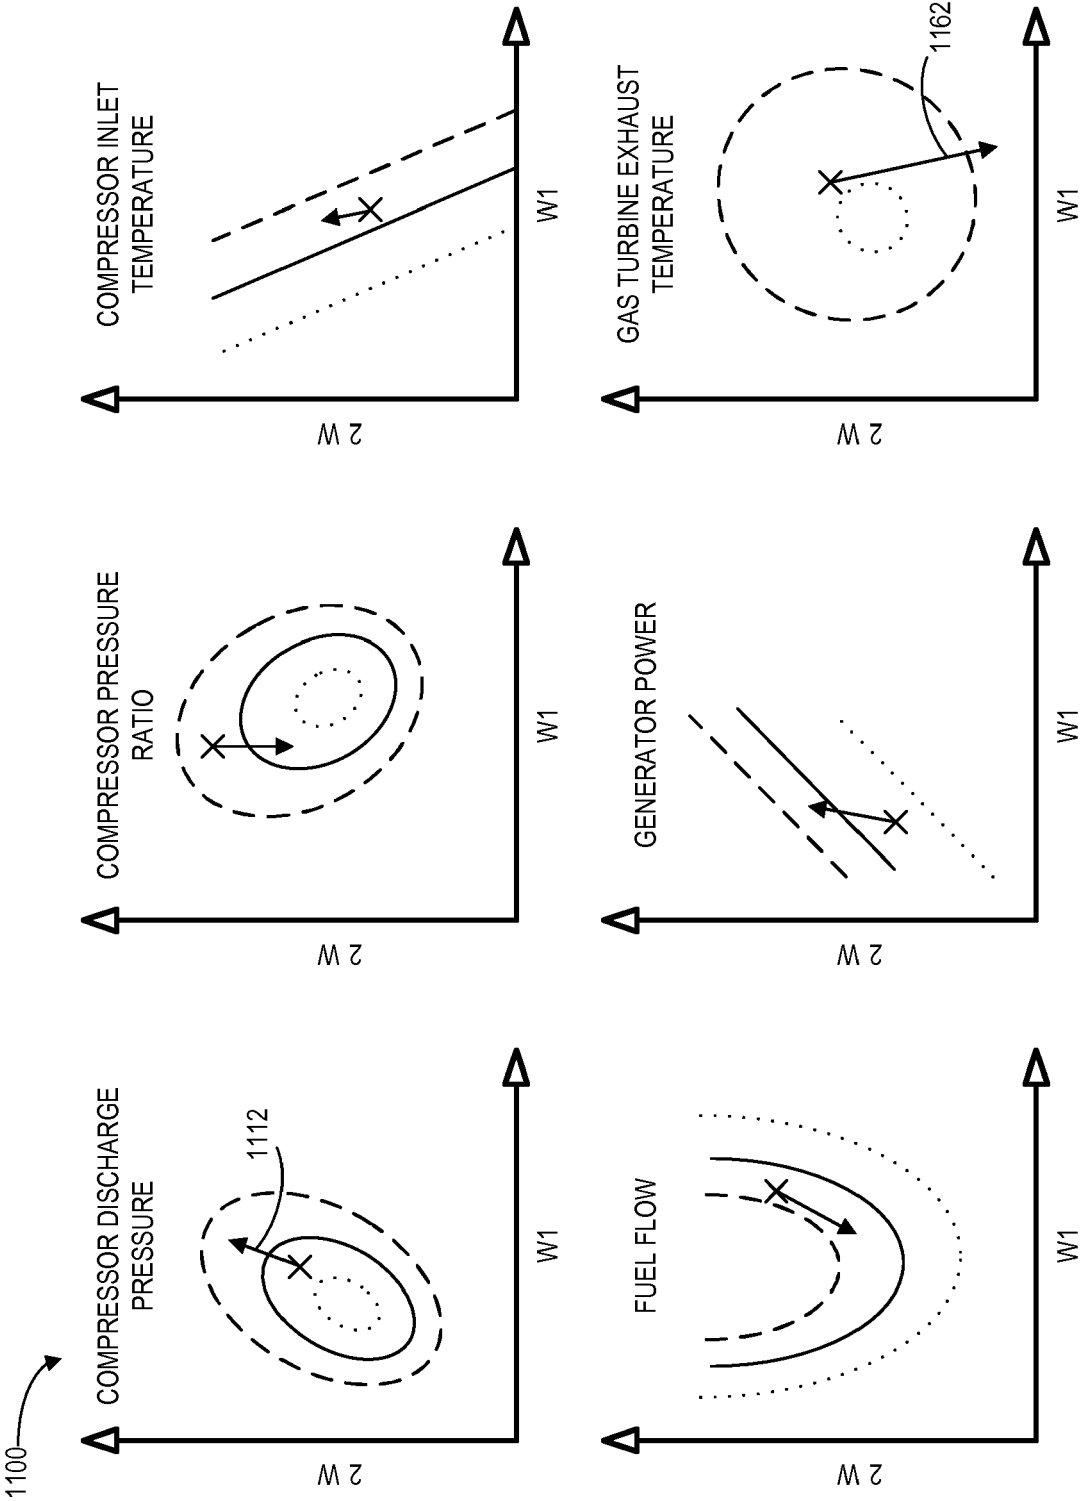 1100
COMPRESSOR DISCHARGE
PRESSURE
1112
2 W
W1
COMPRESSOR PRESSURE
RATIO
2 W
W1
COMPRESSOR INLET
TEMPERATURE
2 W
W1
FUEL FLOW
2 W
W1
GENERATOR POWER
2 W
W1
GAS TURBINE EXHAUST
TEMPERATURE
1162
2 W
W1